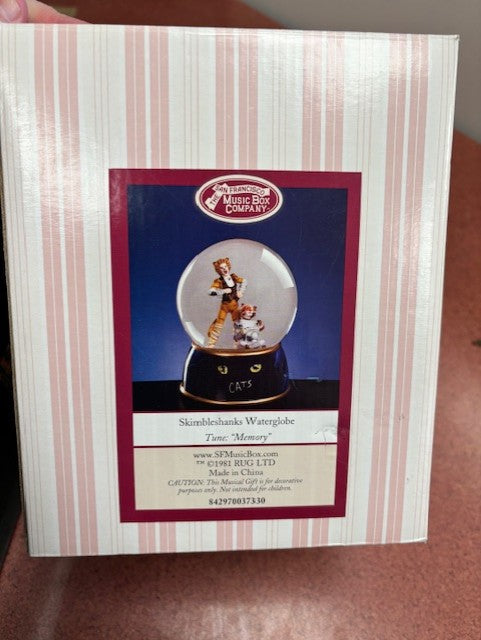 THE SAN FRANCISCO
MUSIC BOX
COMPANY
CATS
Skimbleshanks Waterglobe
Tune: "Memory"
www.SFMusicBox.com
™ ©1981 RUG LTD
Made in China
CAUTION: This Musical Gift is for decorative
purposes only. Not intended for children.
842970037330